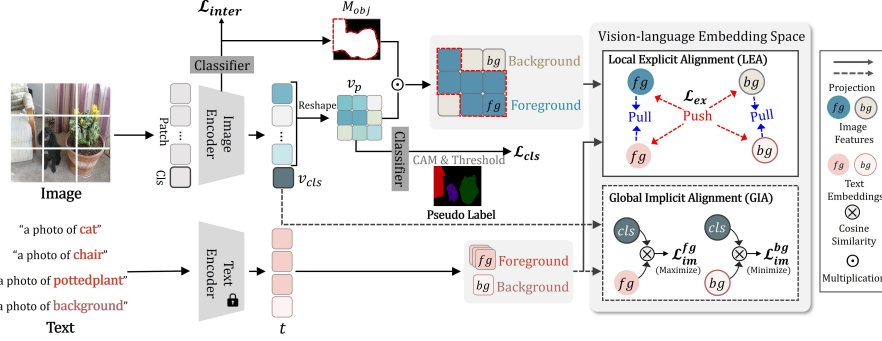 𝓛inter
Classifier
Mobj
Patch
...
Cls
Image
Encoder
Image
...
vcls
Reshape
vp
Classifier
CAM & Threshold
𝓛cls
Pseudo Label
bg Background
fg Foreground
"a photo of cat"
"a photo of chair"
a photo of pottedplant"
a photo of background"
Text
Text
Encoder
t
fg Foreground
bg Background
Vision-language Embedding Space
Local Explicit Alignment (LEA)
fg
bg
𝓛ex
Pull
Push
Pull
fg
bg
Global Implicit Alignment (GIA)
cls
cls
𝓛im fg
(Maximize)
𝓛im bg
(Minimize)
fg
bg
Projection
fg bg
Image
Features
fg bg
Text
Embeddings
Cosine
Similarity
Multiplication